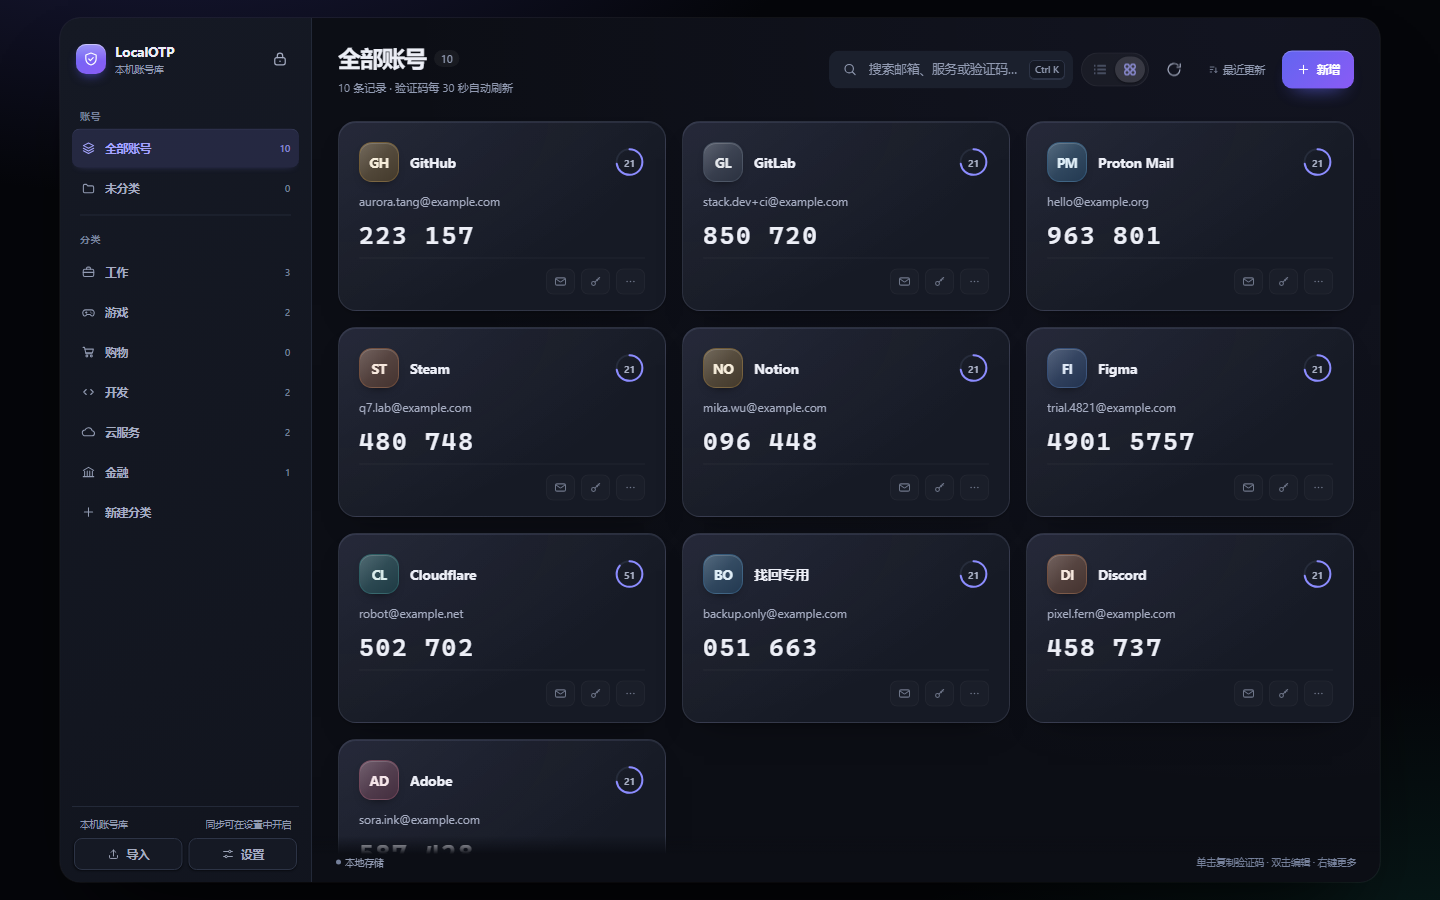 LocalOTP
本机账号库
账号
全部账号 10
未分类 0
分类
工作 3
游戏 2
购物 0
开发 2
云服务 2
金融 1
新建分类
本机账号库 同步可在设置中开启
导入 设置
全部账号 10
10 条记录 · 验证码每 30 秒自动刷新
搜索邮箱、服务或验证码... Ctrl K
最近更新
新增
GH GitHub 21
aurora.tang@example.com
223 157
GL GitLab 21
stack.dev+ci@example.com
850 720
PM Proton Mail 21
hello@example.org
963 801
ST Steam 21
q7.lab@example.com
480 748
NO Notion 21
mika.wu@example.com
096 448
FI Figma 21
trial.4821@example.com
4901 5757
CL Cloudflare 51
robot@example.net
502 702
BO 找回专用 21
backup.only@example.com
051 663
DI Discord 21
pixel.fern@example.com
458 737
AD Adobe 21
sora.ink@example.com
本地存储
单击复制验证码 · 双击编辑 · 右键更多